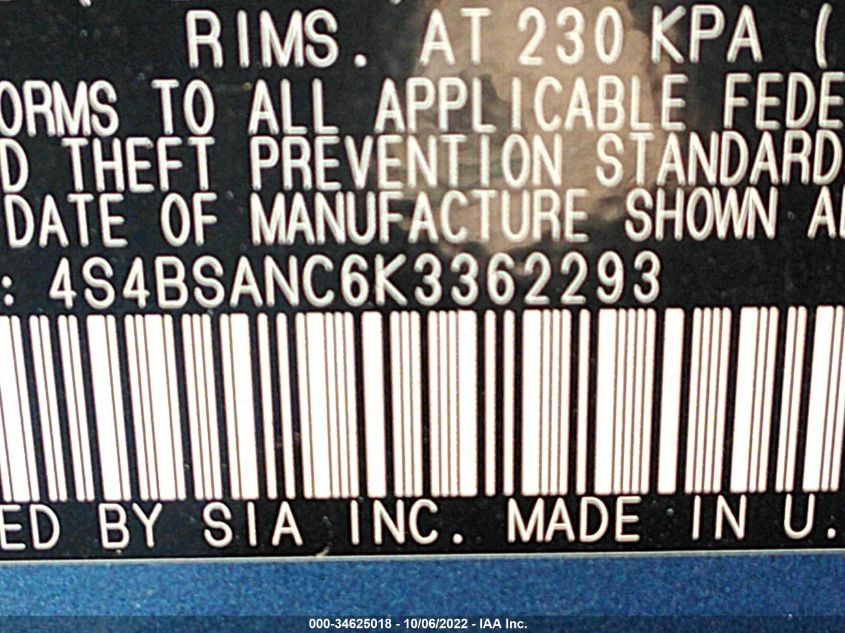 RIMS. AT 230 KPA (
ORMS TO ALL APPLICABLE FEDE
D THEFT PREVENTION STANDARD
DATE OF MANUFACTURE SHOWN A
: 4S4BSANC6K3362293
ED BY SIA INC. MADE IN U.
000-34625018 - 10/06/2022 - IAA Inc.